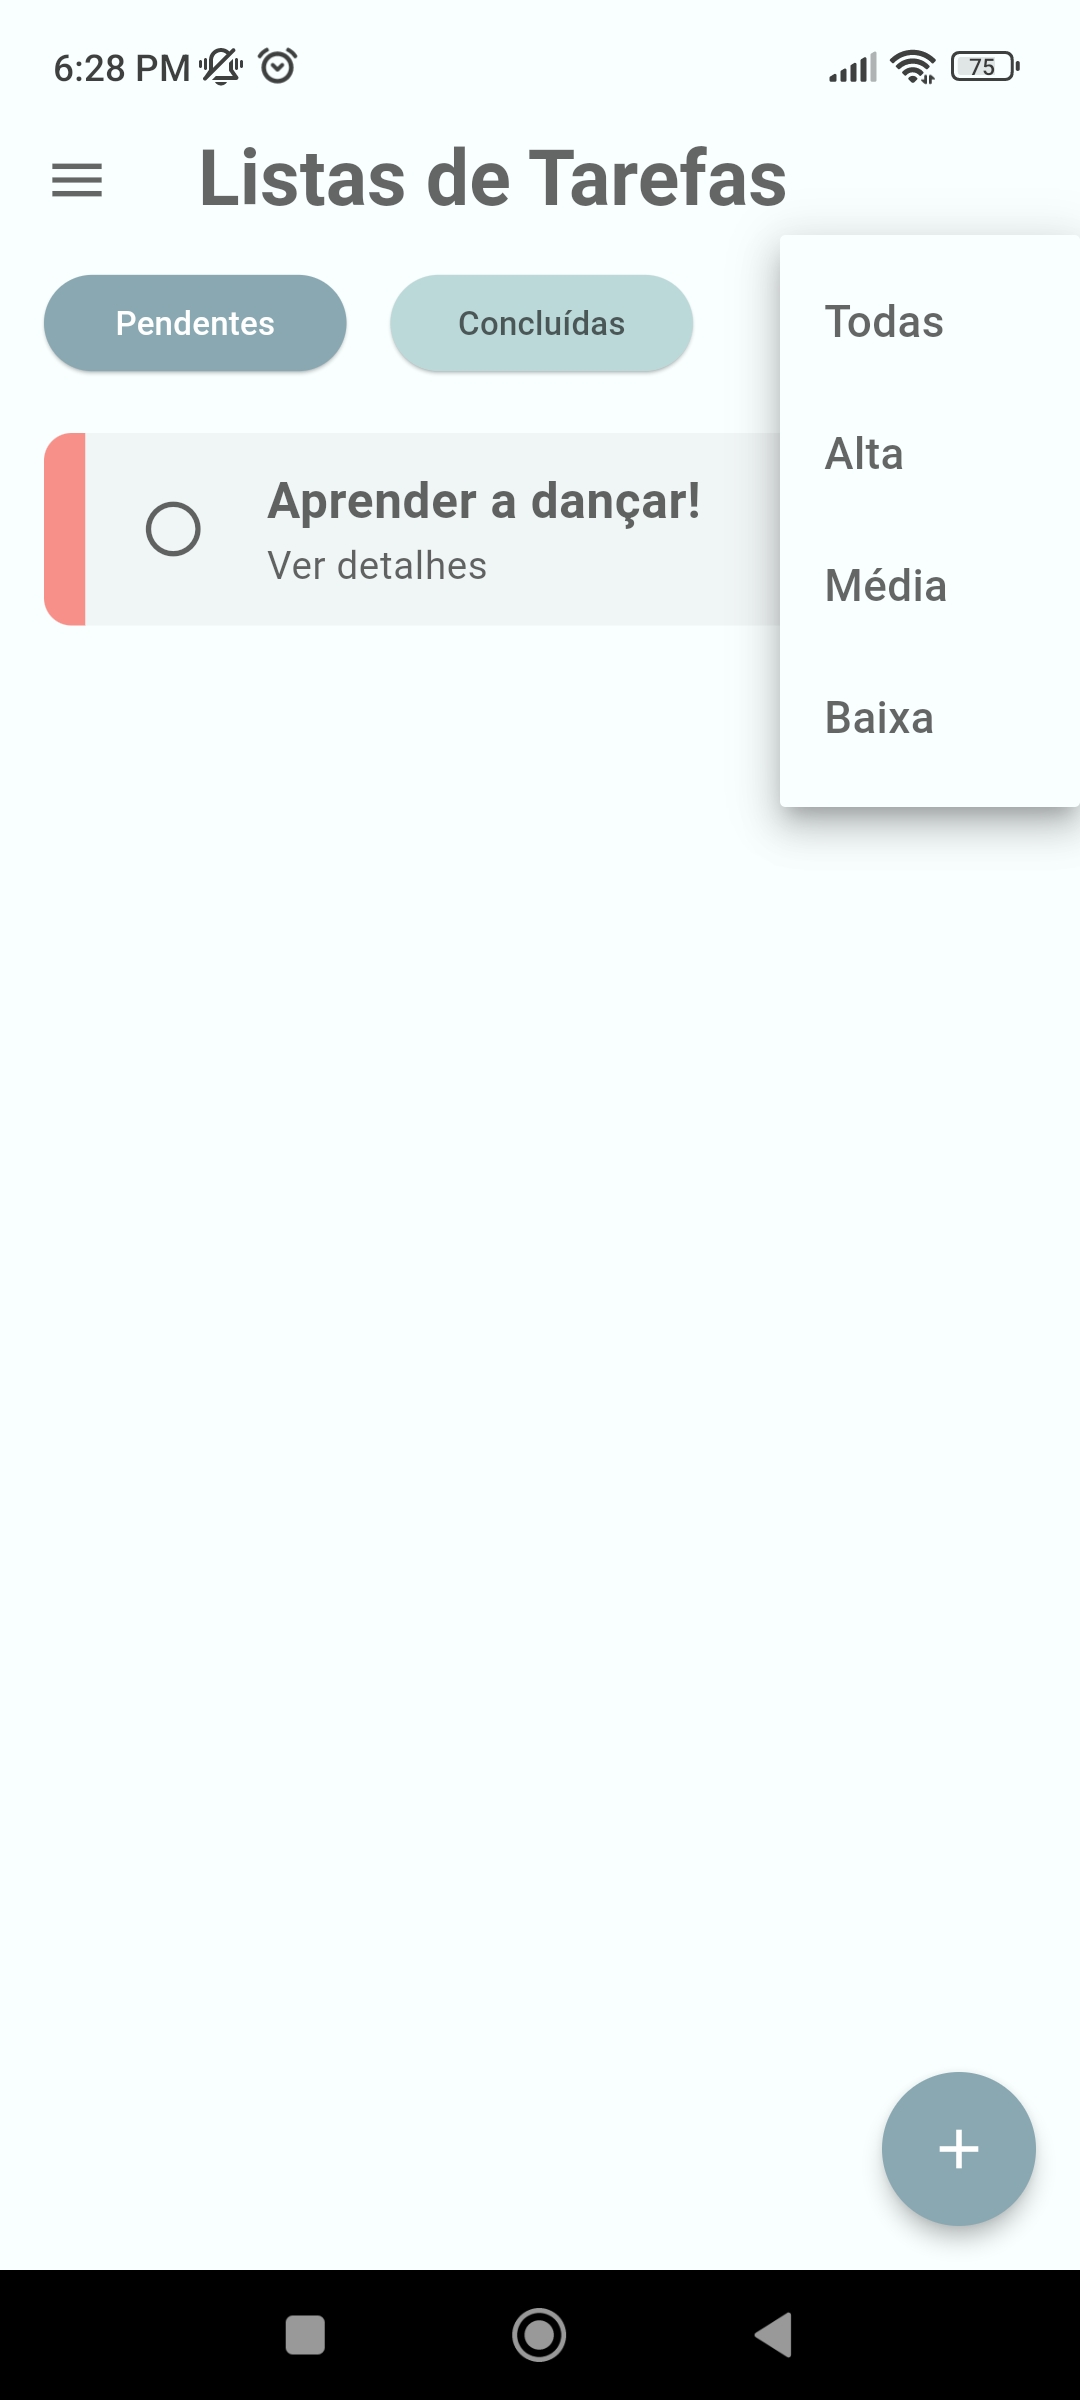 6:28 PM
75
Listas de Tarefas
Pendentes
Concluídas
Aprender a dançar!
Ver detalhes
Todas
Alta
Média
Baixa